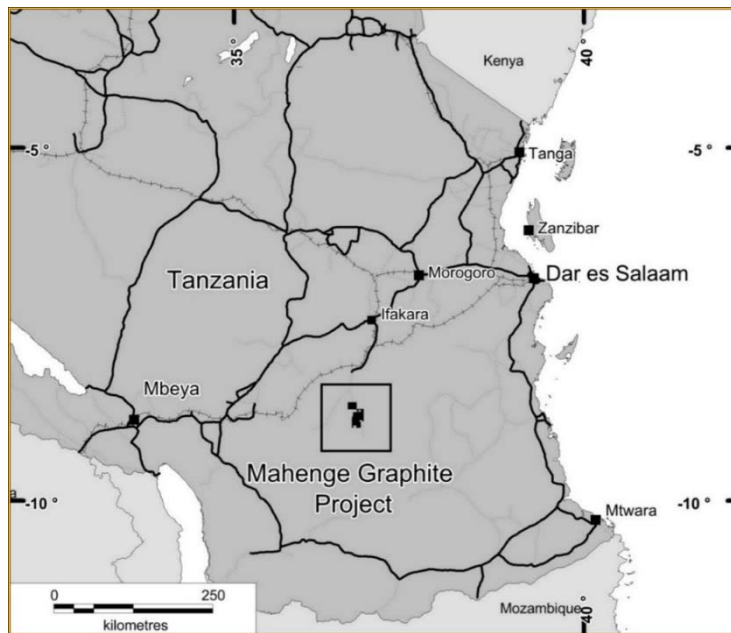 35
40
Kenya
-5 °
-5 °
Tanga
Zanzibar
Tanzania
Morogoro
Dar es Salaam
Ifakara
Mbeya
Mahenge Graphite
Project
-10 °
-10 °
Mtwara
0 250
kilometres
Mozambique
40